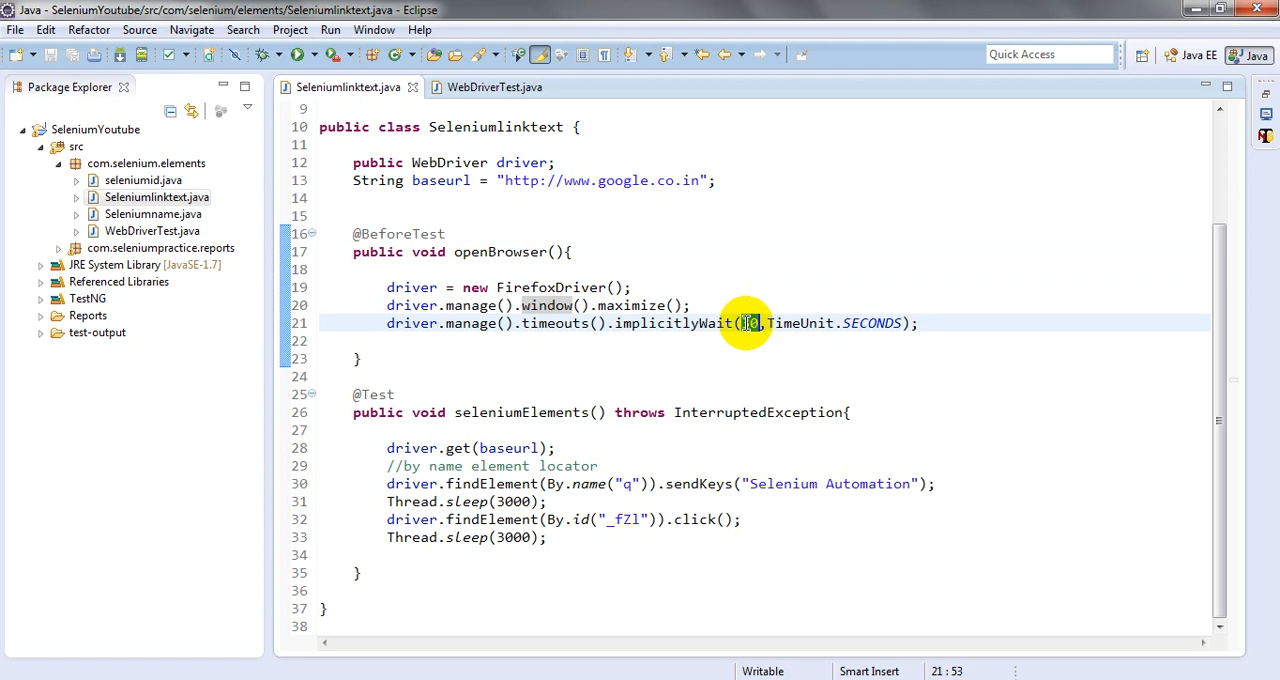 Java - SeleniumYoutube/src/com/selenium/elements/Seleniumlinktext.java - Eclipse
File Edit Refactor Source Navigate Search Project Run Window Help
Quick Access Java EE Java
Package Explorer
SeleniumYoutube
src
com.selenium.elements
seleniumid.java
Seleniumlinktext.java
Seleniumname.java
WebDriverTest.java
com.seleniumpractice.reports
JRE System Library [JavaSE-1.7]
Referenced Libraries
TestNG
Reports
test-output
Seleniumlinktext.java WebDriverTest.java
9
10 public class Seleniumlinktext {
11
12 public WebDriver driver;
13 String baseurl = "http://www.google.co.in";
14
15
16 @BeforeTest
17 public void openBrowser(){
18
19 driver = new FirefoxDriver();
20 driver.manage().window().maximize();
21 driver.manage().timeouts().implicitlyWait( ,TimeUnit.SECONDS);
22
23 }
24
25 @Test
26 public void seleniumElements() throws InterruptedException{
27
28 driver.get(baseurl);
29 //by name element locator
30 driver.findElement(By.name("q")).sendKeys("Selenium Automation");
31 Thread.sleep(3000);
32 driver.findElement(By.id("_fZl")).click();
33 Thread.sleep(3000);
34
35 }
36
37 }
38
Writable Smart Insert 21 : 53